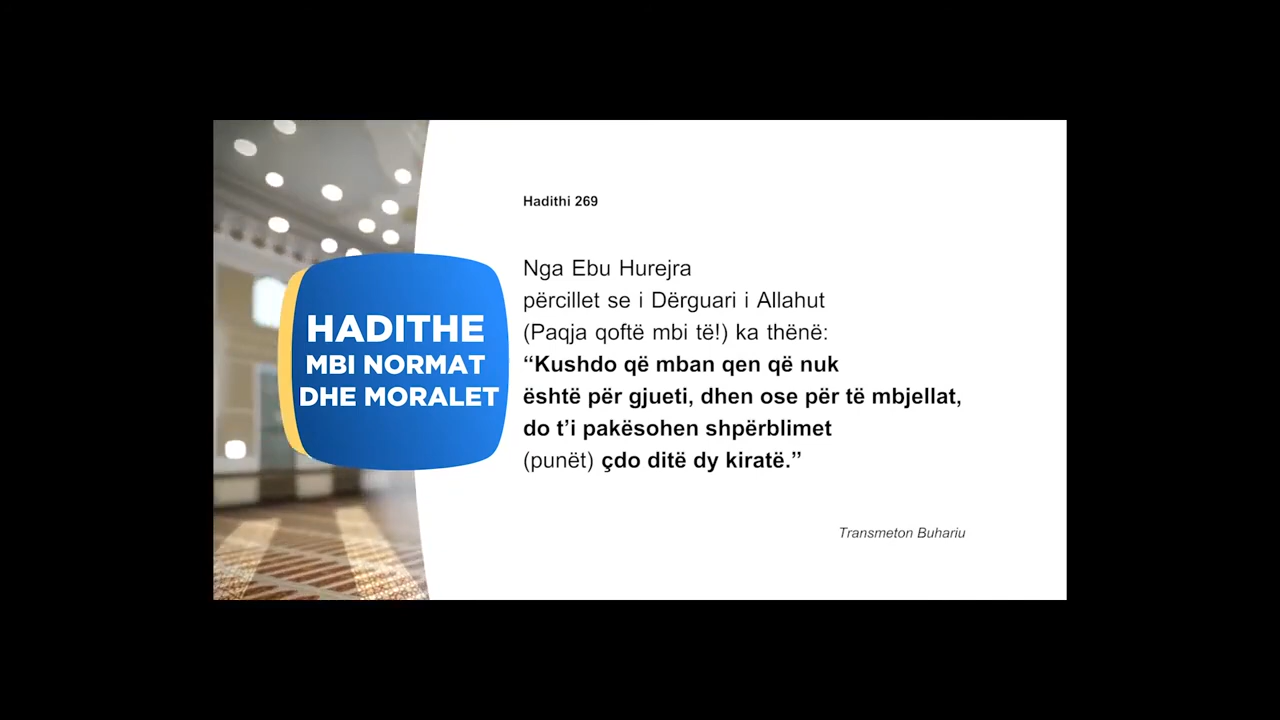 HADITHE
MBI NORMAT
DHE MORALET
Hadithi 269
Nga Ebu Hurejra
përcillet se i Dërguari i Allahut
(Paqja qoftë mbi të!) ka thënë:
“Kushdo që mban qen që nuk
është për gjueti, dhen ose për të mbjellat,
do t’i pakësohen shpërblimet
(punët) çdo ditë dy kiratë.”
Transmeton Buhariu